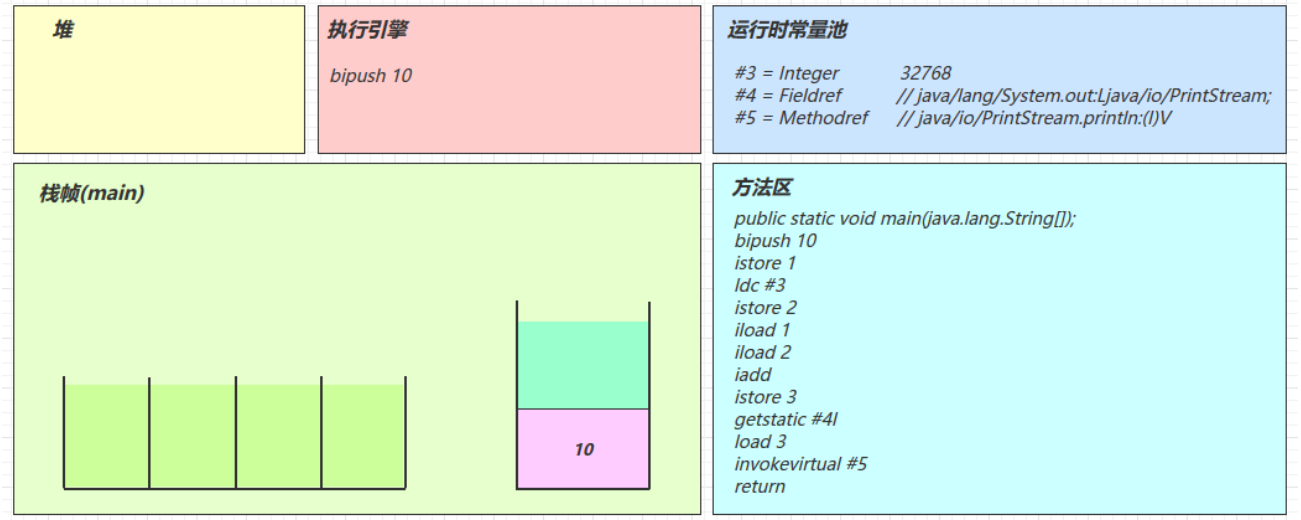 堆
执行引擎
bipush 10
运行时常量池
#3 = Integer 32768
#4 = Fieldref // java/lang/System.out:Ljava/io/PrintStream;
#5 = Methodref // java/io/PrintStream.println:(I)V
栈帧(main)
10
方法区
public static void main(java.lang.String[]);
bipush 10
istore 1
ldc #3
istore 2
iload 1
iload 2
iadd
istore 3
getstatic #4I
load 3
invokevirtual #5
return